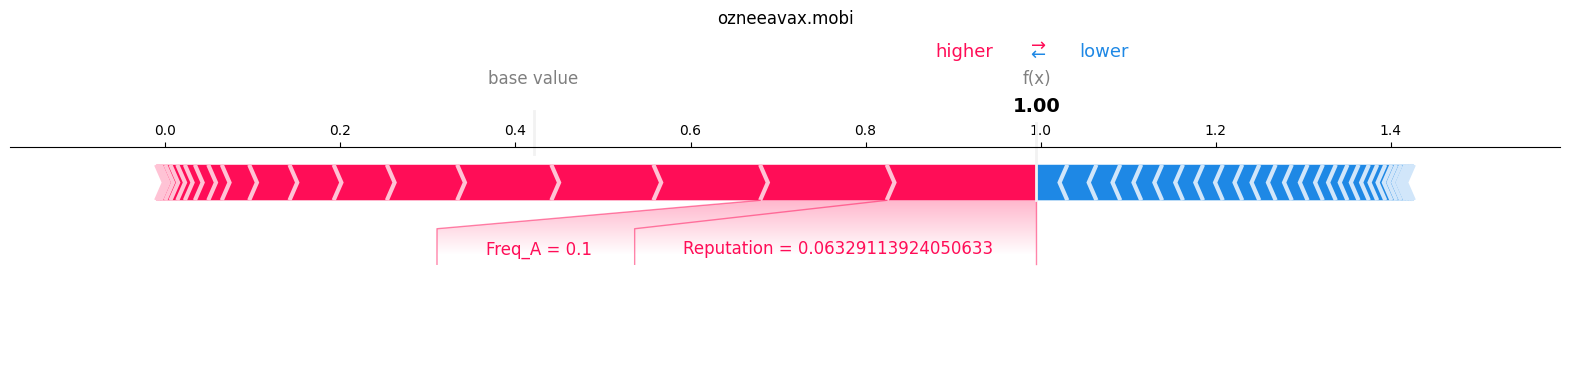 ozneeavax.mobi
higher → ← lower
base value f(x)
1.00
0.0 0.2 0.4 0.6 0.8 1.0 1.2 1.4
Freq_A = 0.1 Reputation = 0.06329113924050633